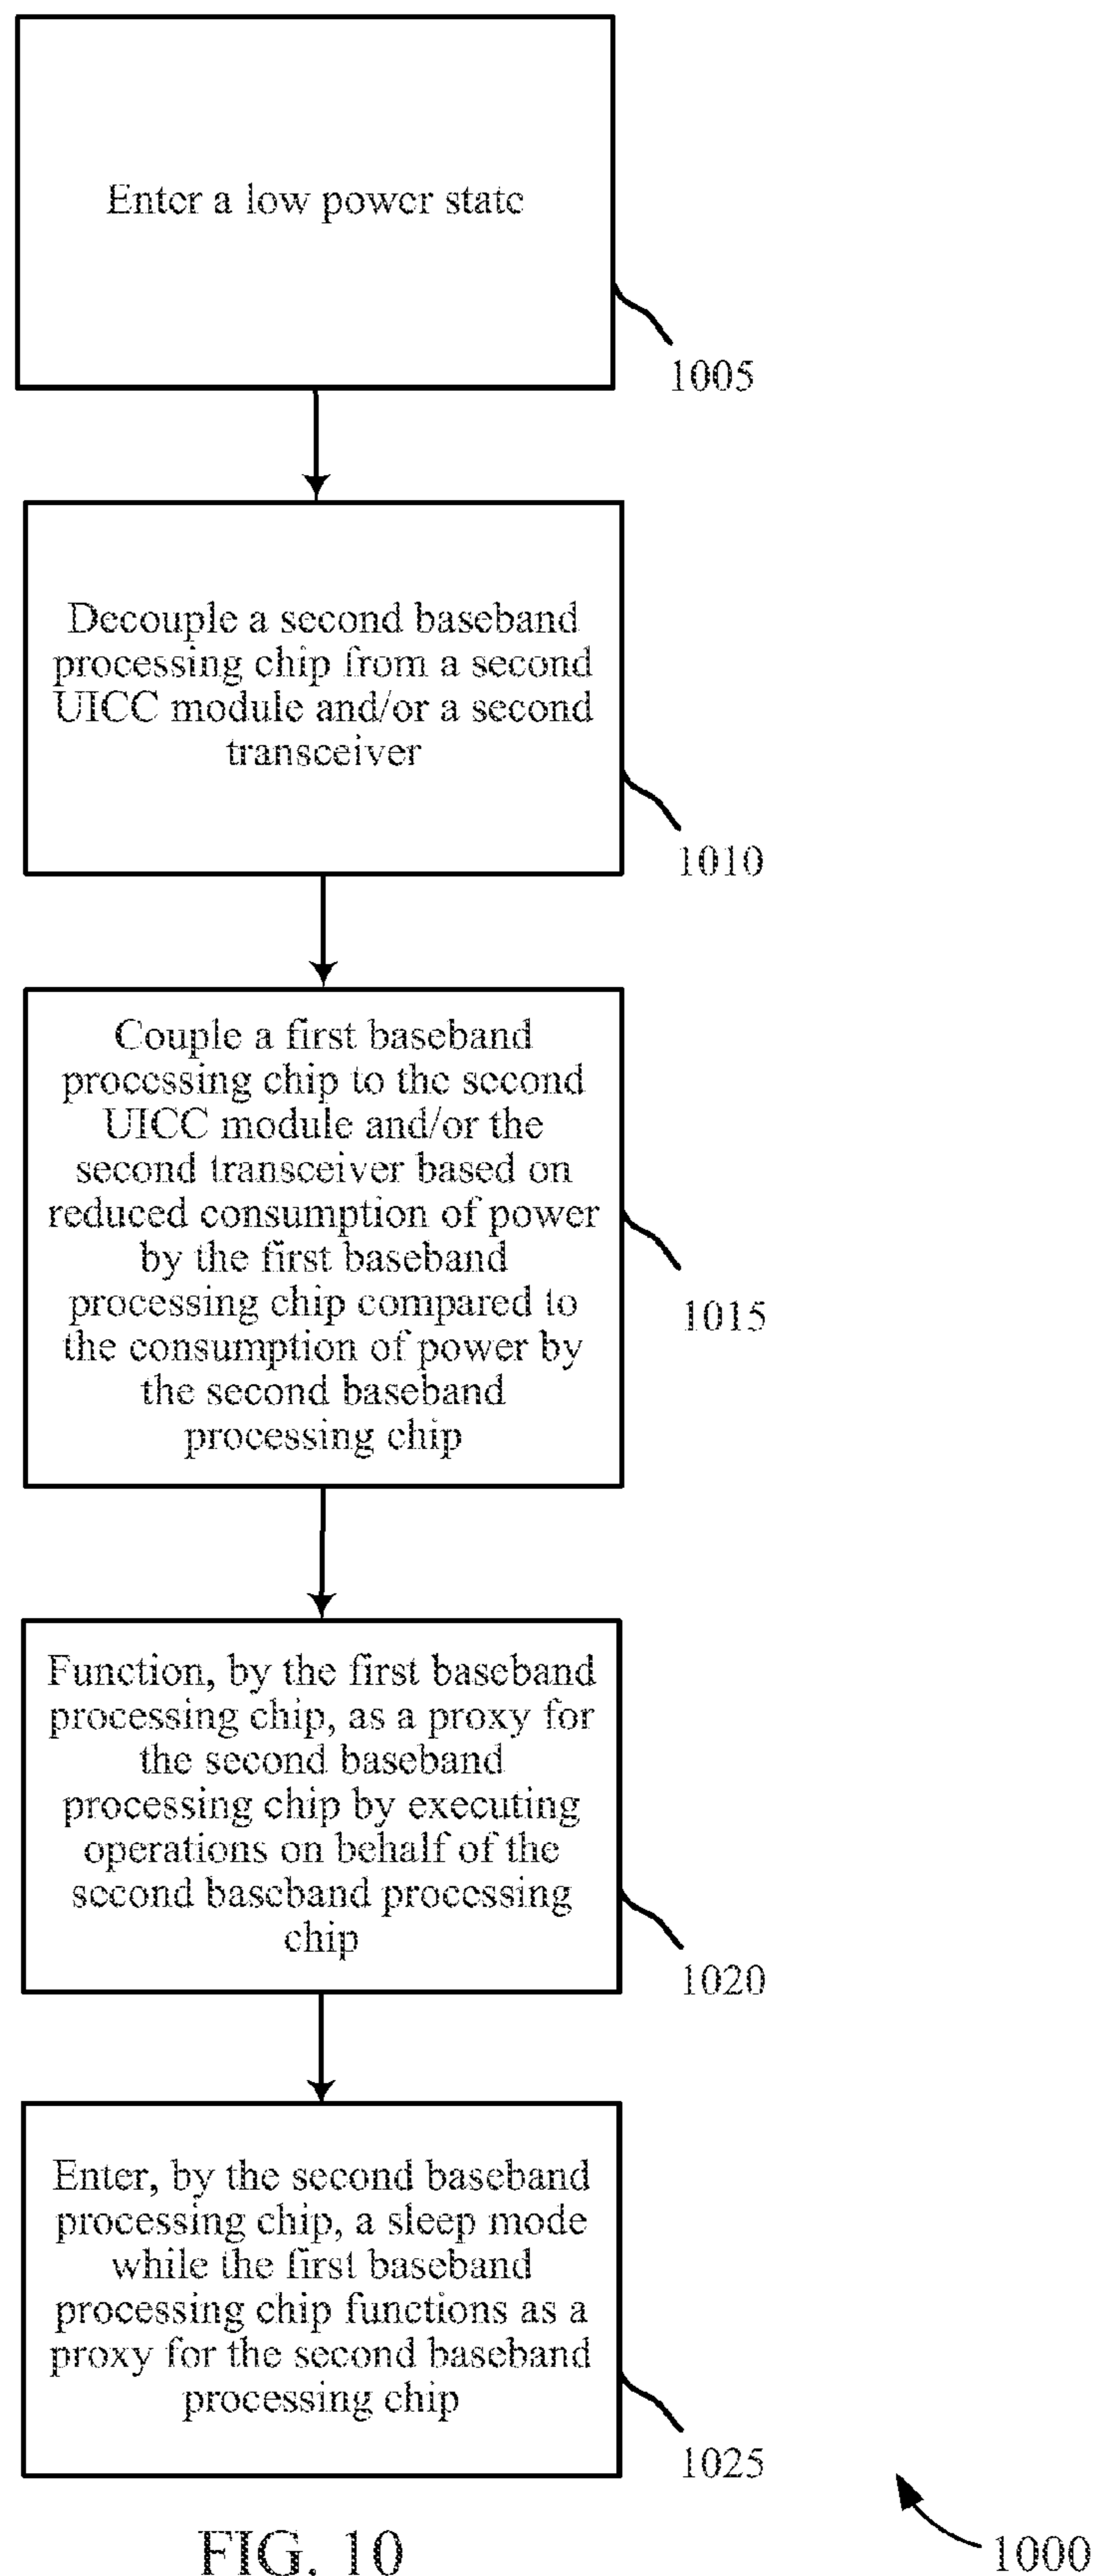 Enter a low power state
1005
Decouple a second baseband
processing chip from a second
UICC module and/or a second
transceiver
1010
Couple a first baseband
processing chip to the second
UICC module and/or the
second transceiver based on
reduced consumption of power
by the first baseband
processing chip compared to
the consumption of power by
the second baseband
processing chip
1015
Function, by the first baseband
processing chip, as a proxy for
the second baseband
processing chip by executing
operations on behalf of the
second baseband processing
chip
1020
Enter, by the second baseband
processing chip, a sleep mode
while the first baseband
processing chip functions as a
proxy for the second baseband
processing chip
1025
FIG. 10
1000